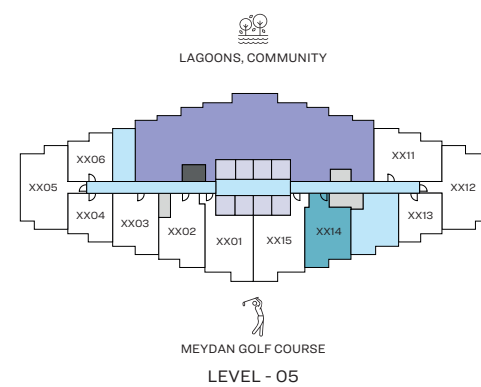 LAGOONS, COMMUNITY
XX06
XX11
XX05
XX12
XX04
XX03
XX02
XX01
XX15
XX14
XX13
MEYDAN GOLF COURSE
LEVEL - 05